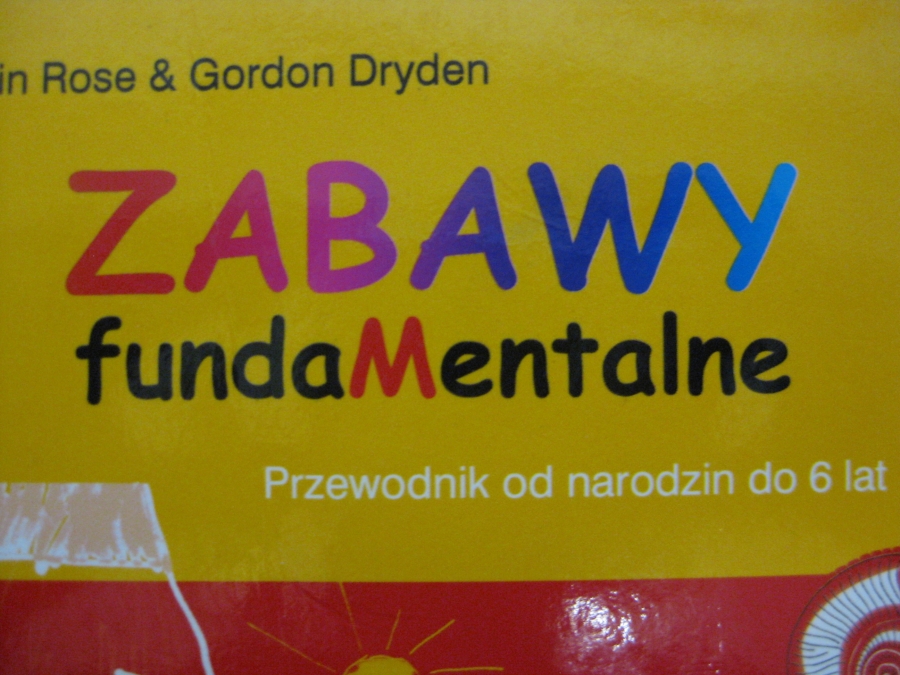 in Rose & Gordon Dryden
ZABAWY
fundaMentalne
Przewodnik od narodzin do 6 lat